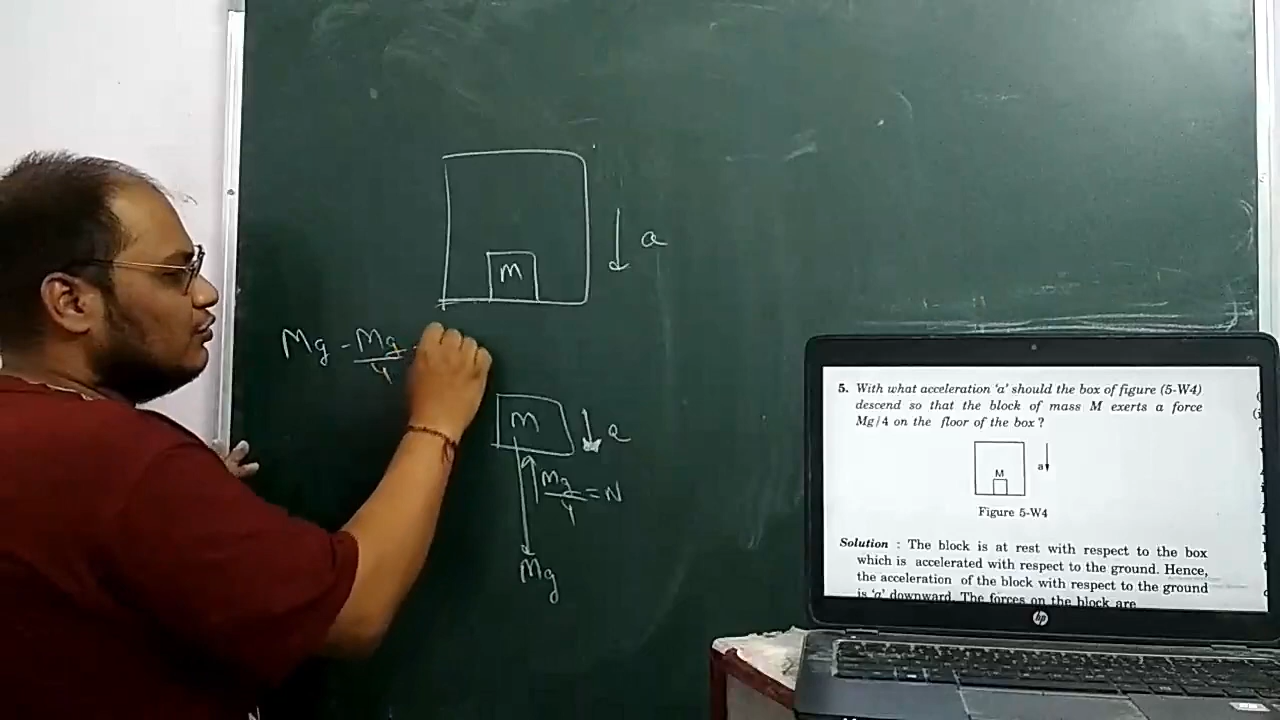 m
a
Mg - Mg/4
m
a
Mg/4 = N
Mg
5. With what acceleration 'a' should the box of figure (5-W4)
descend so that the block of mass M exerts a force
Mg/4 on the floor of the box ?
M
a
Figure 5-W4
Solution : The block is at rest with respect to the box
which is accelerated with respect to the ground. Hence,
the acceleration of the block with respect to the ground
is 'a' downward. The forces on the block are
hp